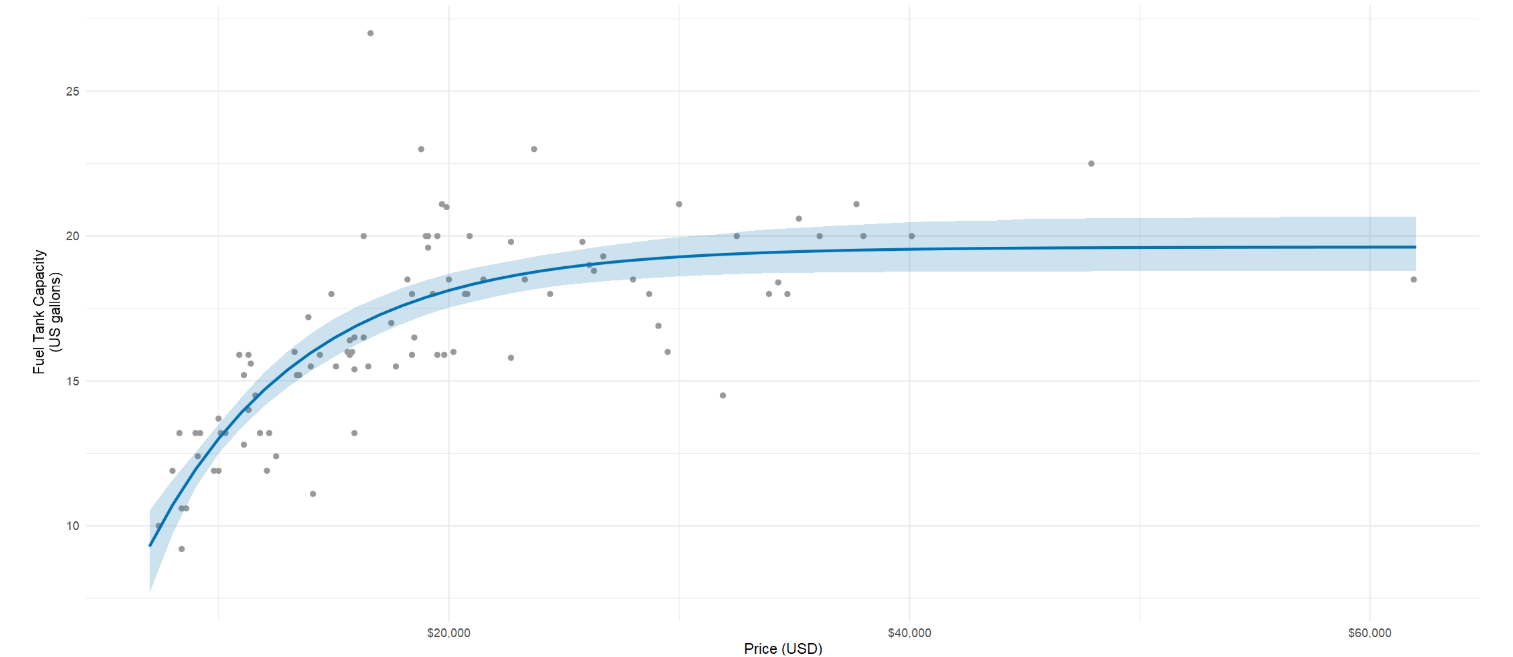 25
20
15
10
Fuel Tank Capacity
(US gallons)
$20,000
$40,000
$60,000
Price (USD)